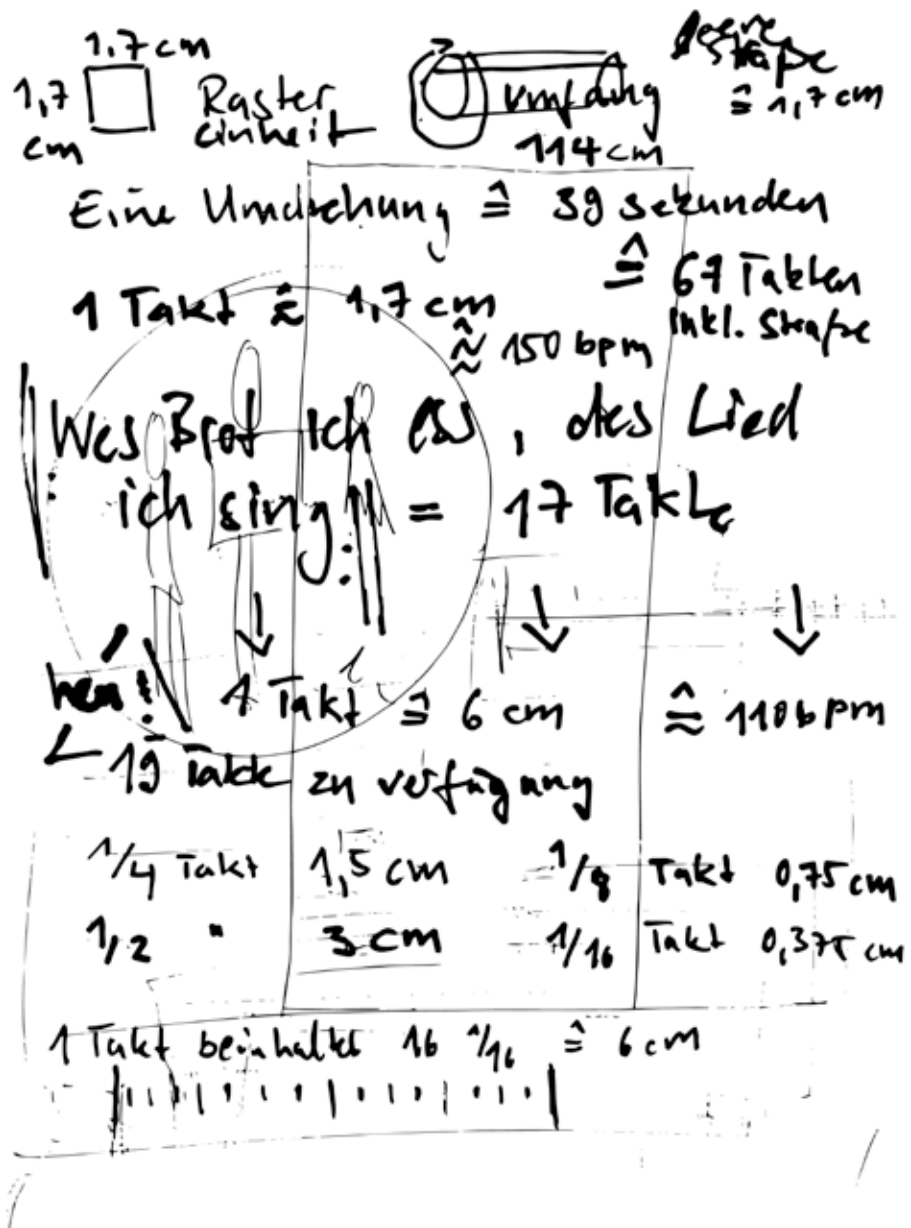 1,7 cm
1,7 cm
Raster
einheit
Umfang
114 cm
leere
Straße
≙ 1,7 cm
Eine Umdrehung ≙ 39 sekunden
≙ 67 Takten
inkl. Straße
1 Takt ≙ 1,7 cm
≈ 150 bpm
Wes Brot ich ess, des Lied
ich sing :|| = 17 Takte
↓ ↓ ↓
neu! 1 Takt ≙ 6 cm ≈ 110 bpm
19 Takte zu verfügung
1/4 Takt 1,5 cm 1/8 Takt 0,75 cm
1/2 " 3 cm 1/16 Takt 0,375 cm
1 Takt beinhaltet 16 1/16 ≙ 6 cm